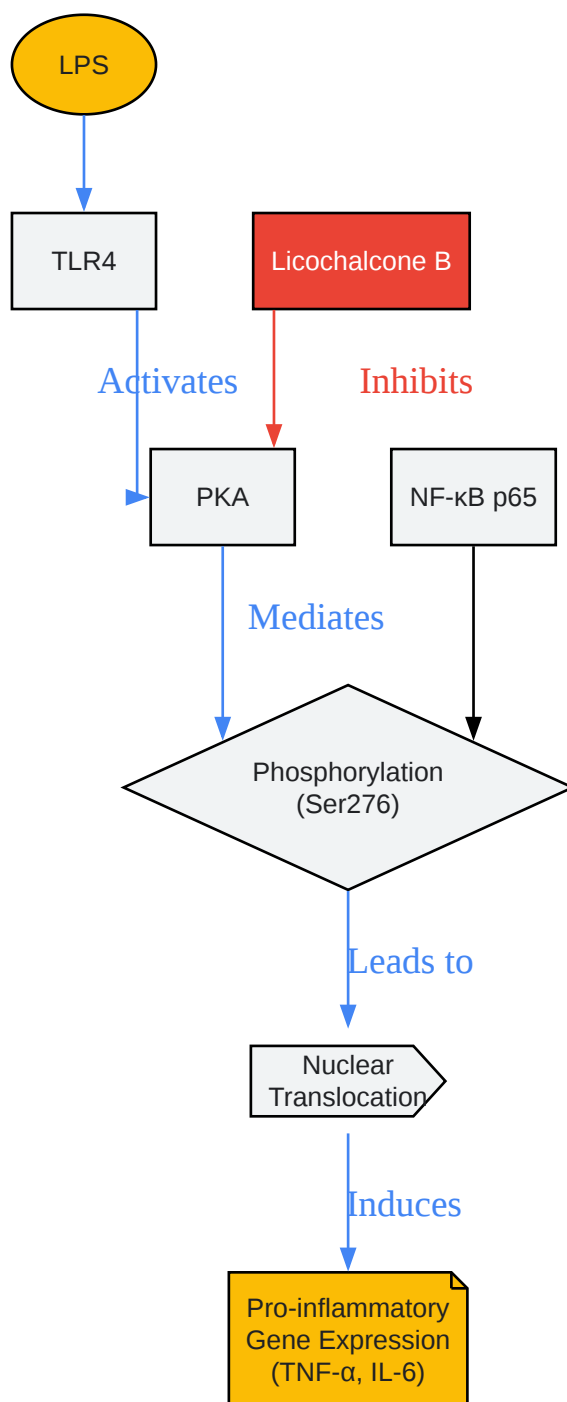 LPS
TLR4
Licochalcone B
Activates
Inhibits
PKA
NF-κB p65
Mediates
Phosphorylation
(Ser276)
Leads to
Nuclear
Translocation
Induces
Pro-inflammatory
Gene Expression
(TNF-α, IL-6)